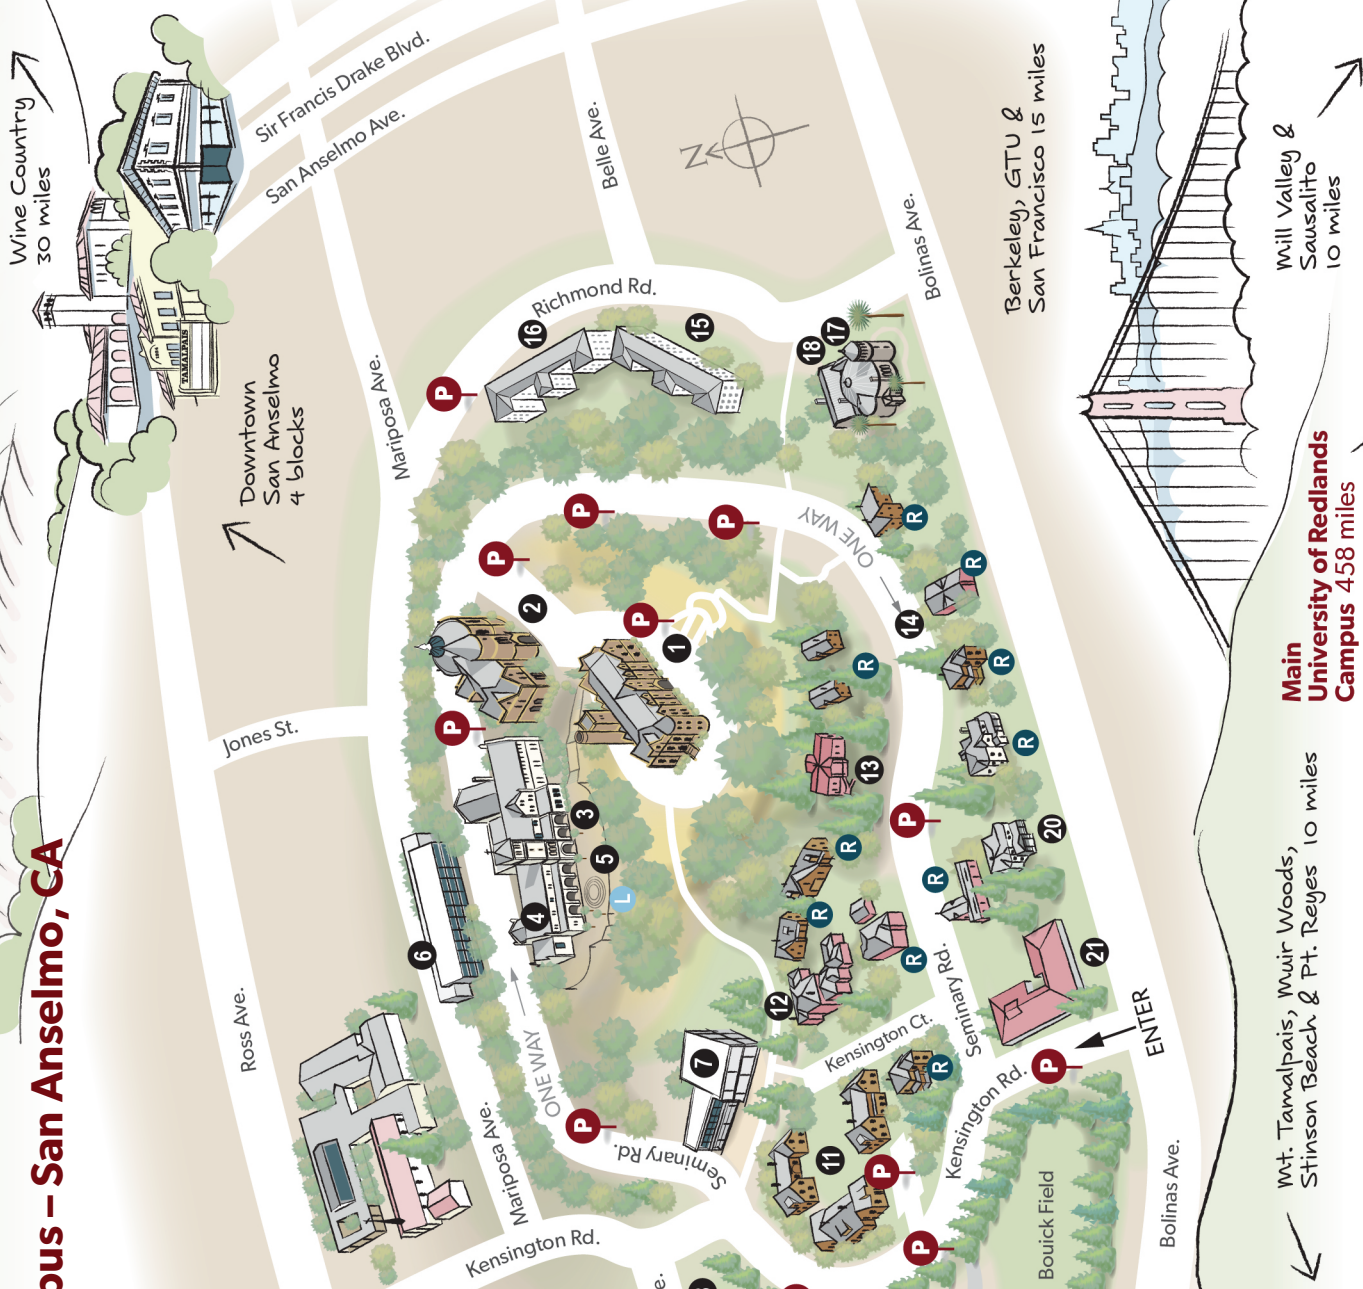 pus – San Anselmo, CA
Wine Country
30 miles
TAMALPAIS
Downtown
San Anselmo
4 blocks
Sir Francis Drake Blvd.
San Anselmo Ave.
Belle Ave.
N
Bolinas Ave.
Richmond Rd.
Mariposa Ave.
Jones St.
Ross Ave.
Mariposa Ave.
Kensington Rd.
Seminary Rd.
ONE WAY
ONE WAY
Kensington Ct.
Seminary Rd.
Kensington Rd.
ENTER
Bouick Field
Bolinas Ave.
e.
16
15
18
17
2
1
14
13
3
5
4
6
20
21
12
7
11
P
P
P
P
P
P
P
P
P
P
P
R
R
R
R
R
R
R
R
R
R
L
Berkeley, GTU &
San Francisco 15 miles
Mill Valley &
Sausalito
10 miles
Main
University of Redlands
Campus 458 miles
Mt. Tamalpais, Muir Woods,
Stinson Beach & Pt. Reyes 10 miles